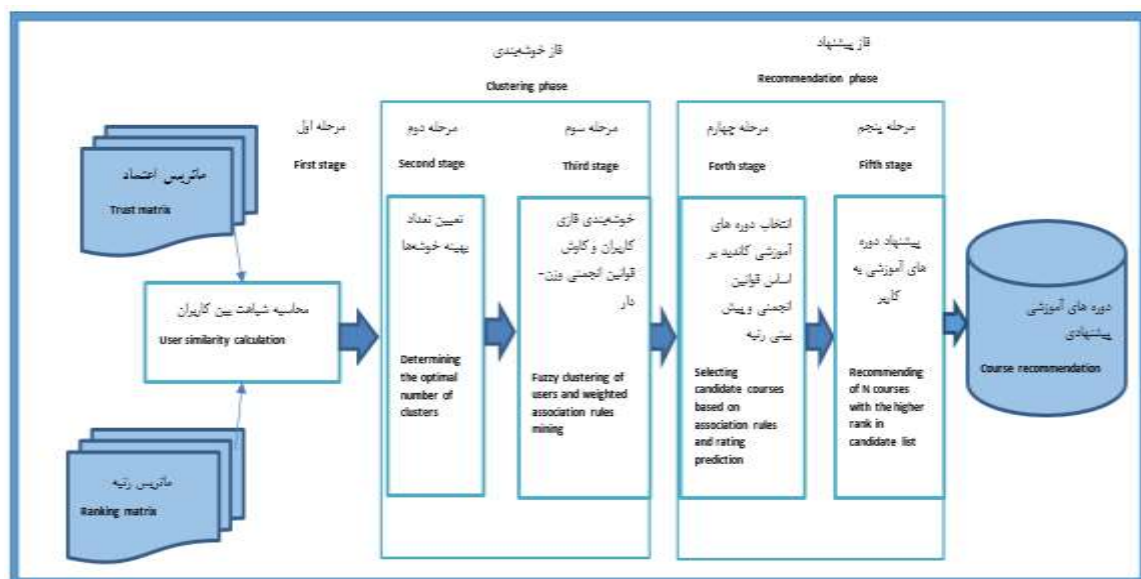 فاز خوشه‌بندی
Clustering phase
فاز پیشنهاد
Recommendation phase
مرحله اول
First stage
مرحله دوم
Second stage
مرحله سوم
Third stage
مرحله چهارم
Forth stage
مرحله پنجم
Fifth stage
ماتریس اعتماد
Trust matrix
محاسبه شباهت بین کاربران
User similarity calculation
ماتریس رتبه
Ranking matrix
تعیین تعداد
بهینه خوشه‌ها
Determining
the optimal
number of
clusters
خوشه‌بندی فازی
کاربران و کاوش
قوانین انجمنی وزن-
دار
Fuzzy clustering of
users and weighted
association rules
mining
انتخاب دوره های
آموزشی کاندید بر
اساس قوانین
انجمنی و پیش
بینی رتبه
Selecting
candidate courses
based on
association rules
and rating
prediction
پیشنهاد دوره
های آموزشی به
کاربر
Recommending
of N courses
with the higher
rank in
candidate list
دوره های آموزشی
پیشنهادی
Course recommendation